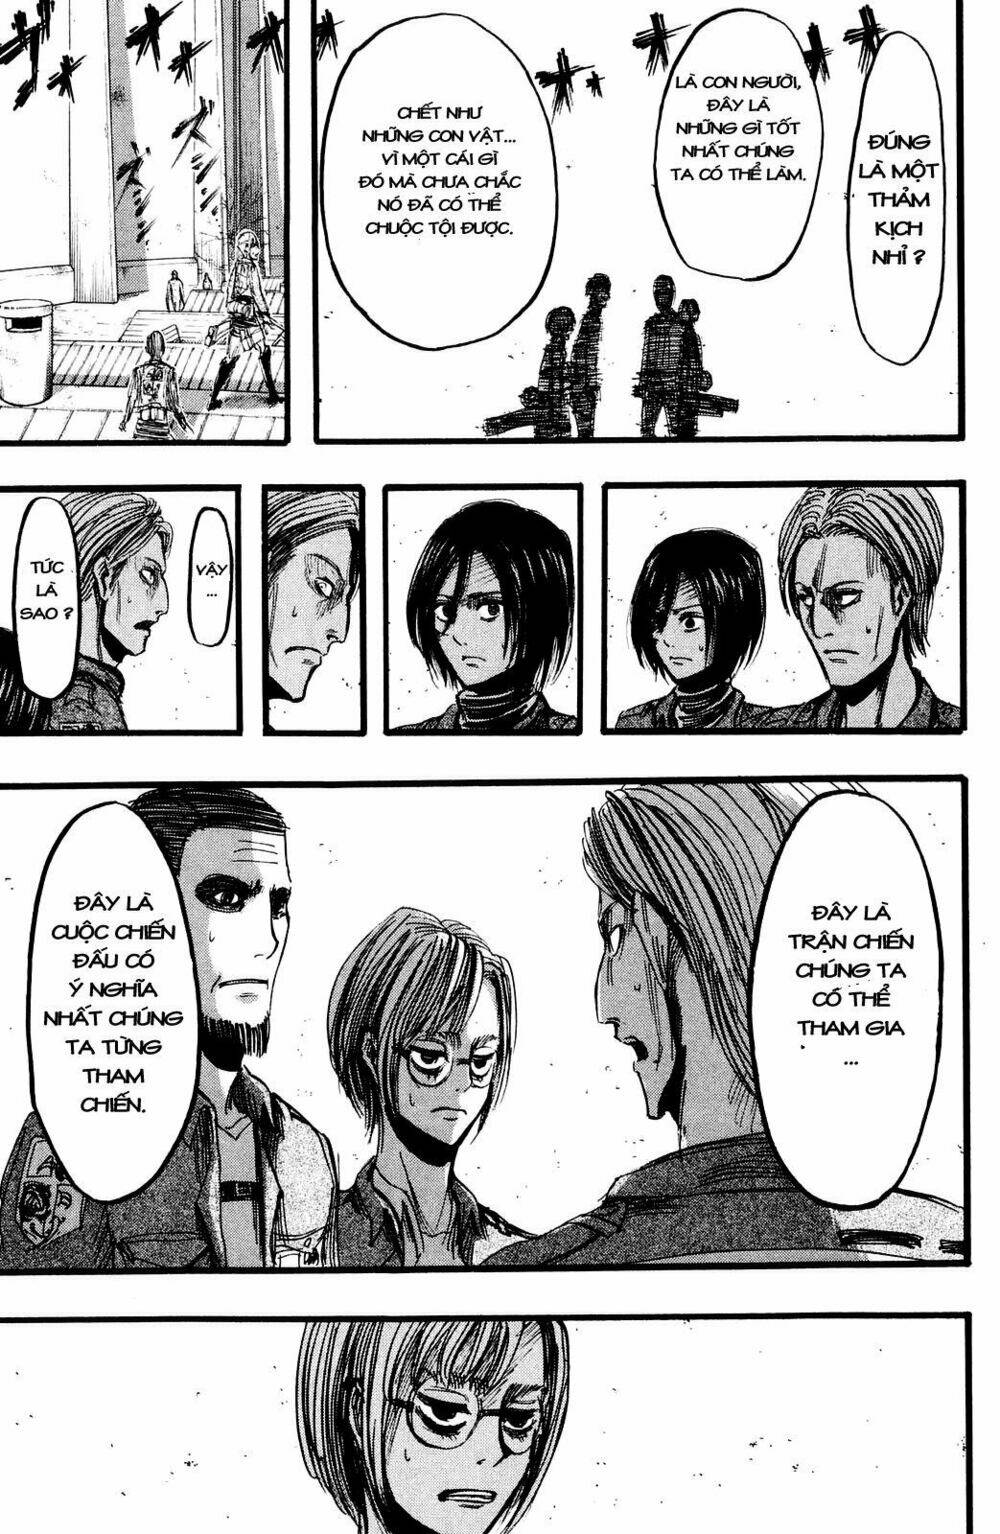 ĐÚNG
LÀ MỘT
THẢM
KỊCH
NHỈ ?
LÀ CON NGƯỜI,
ĐÂY LÀ
NHỮNG GÌ TỐT
NHẤT CHÚNG
TA CÓ THỂ LÀM.
CHẾT NHƯ
NHỮNG CON VẬT...
VÌ MỘT CÁI GÌ
ĐÓ MÀ CHƯA CHẮC
NÓ ĐÃ CÓ THỂ
CHUỘC TỘI ĐƯỢC.
VẬY
...
TỨC
LÀ
SAO ?
ĐÂY LÀ
TRẬN CHIẾN
CHÚNG TA
CÓ THỂ
THAM GIA
...
ĐÂY LÀ
CUỘC CHIẾN
ĐẤU CÓ
Ý NGHĨA
NHẤT CHÚNG
TA TỪNG
THAM
CHIẾN.